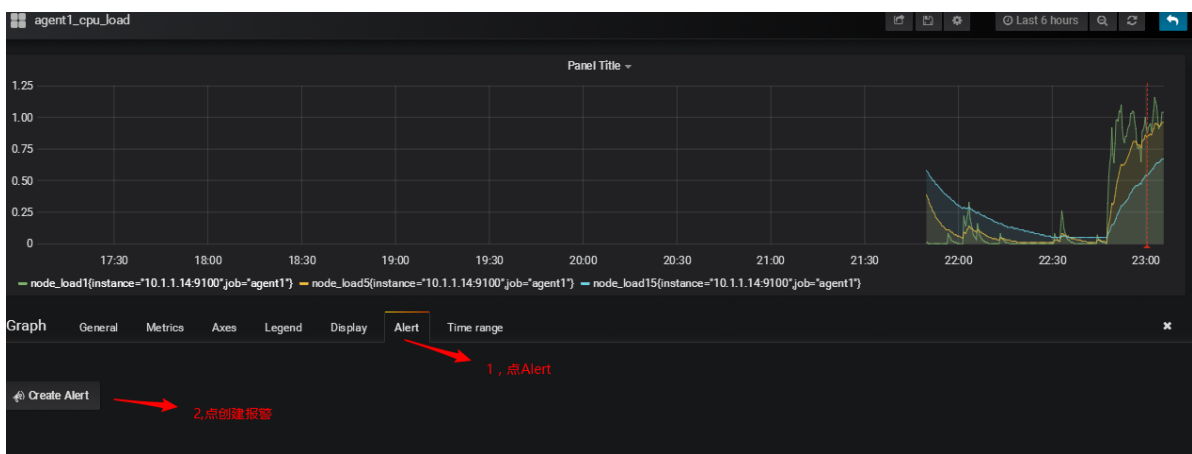 agent1_cpu_load
Last 6 hours
Panel Title
1.25
1.00
0.75
0.50
0.25
0
17:30 18:00 18:30 19:00 19:30 20:00 20:30 21:00 21:30 22:00 22:30 23:00
node_load1{instance="10.1.1.14:9100",job="agent1"} node_load5{instance="10.1.1.14:9100",job="agent1"} node_load15{instance="10.1.1.14:9100",job="agent1"}
Graph General Metrics Axes Legend Display Alert Time range
1，点Alert
Create Alert
2,点创建报警